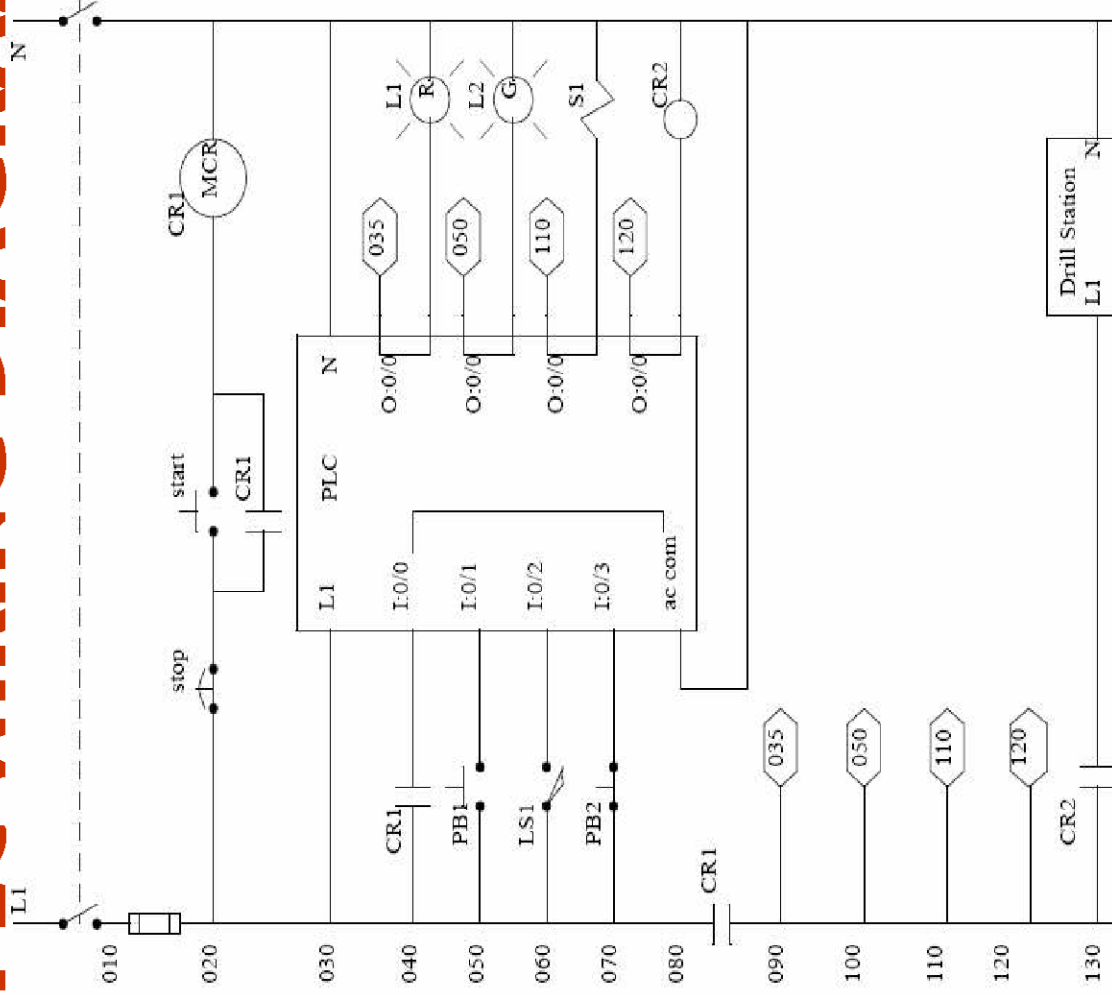 L1
N
010
020
stop
start
CR1
CR1
MCR
030
L1
PLC
N
040
CR1
I:0/0
O:0/0
035
L1
R
050
PB1
I:0/1
O:0/0
050
L2
G
060
LS1
I:0/2
O:0/0
110
S1
070
PB2
I:0/3
O:0/0
120
CR2
080
ac com
CR1
090
035
100
050
110
110
120
120
130
CR2
L1
Drill Station
N